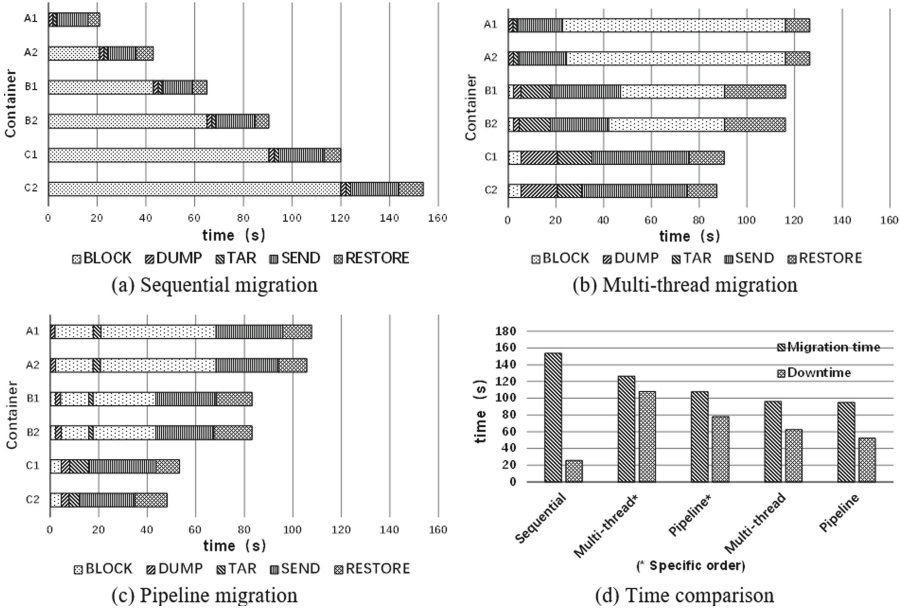 A1
A2
B1
B2
C1
C2
Container
0 20 40 60 80 100 120 140 160
time (s)
BLOCK DUMP TAR SEND RESTORE
(a) Sequential migration
A1
A2
B1
B2
C1
C2
Container
0 20 40 60 80 100 120 140 160
time (s)
BLOCK DUMP TAR SEND RESTORE
(b) Multi-thread migration
A1
A2
B1
B2
C1
C2
Container
0 20 40 60 80 100 120 140 160
time (s)
BLOCK DUMP TAR SEND RESTORE
(c) Pipeline migration
180
160
140
120
100
80
60
40
20
0
time (s)
Migration time
Downtime
Sequential
Multi-thread*
Pipeline*
Multi-thread
Pipeline
(* Specific order)
(d) Time comparison